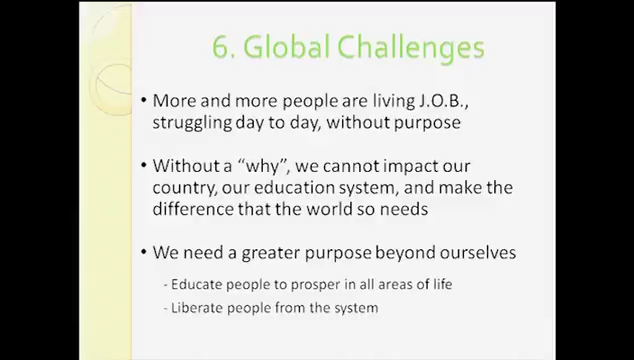 6. Global Challenges
• More and more people are living J.O.B.,
struggling day to day, without purpose
• Without a “why”, we cannot impact our
country, our education system, and make the
difference that the world so needs
• We need a greater purpose beyond ourselves
- Educate people to prosper in all areas of life
- Liberate people from the system